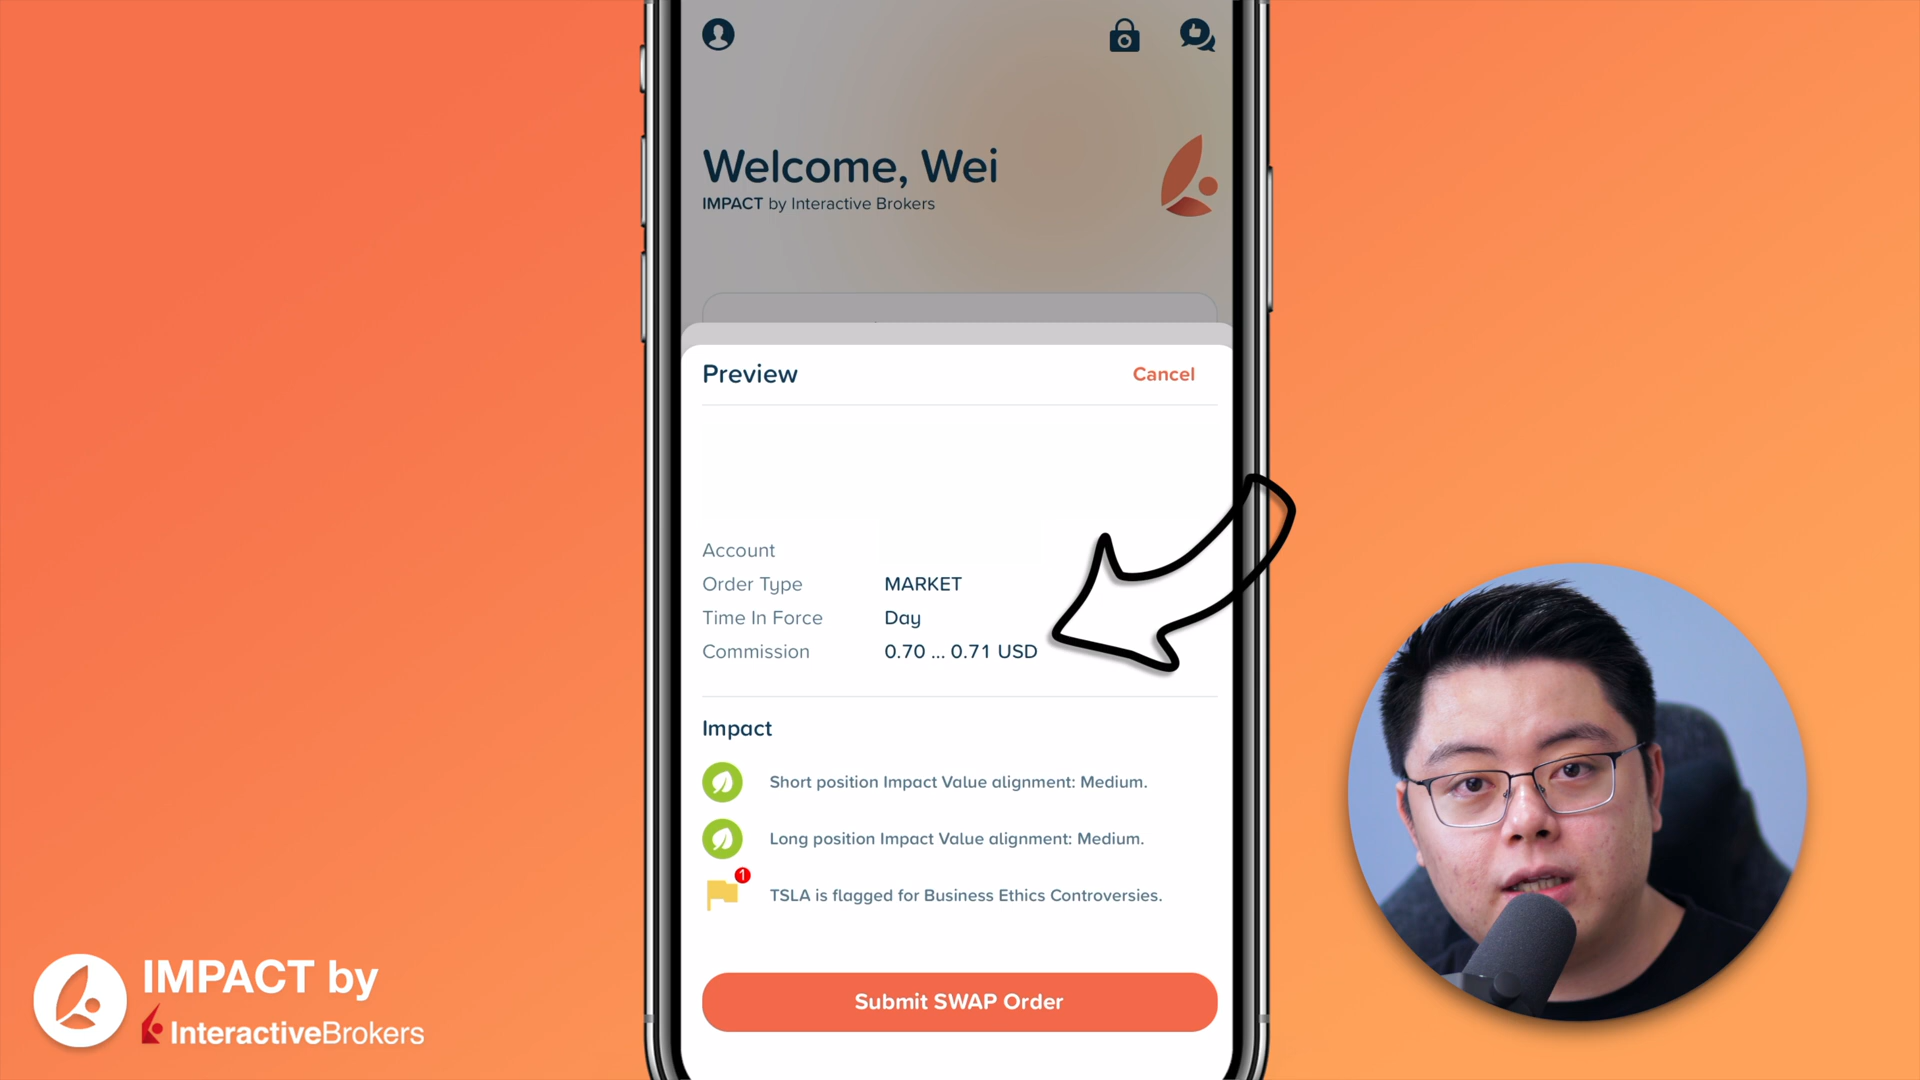 Welcome, Wei
IMPACT by Interactive Brokers
Preview
Cancel
Account
Order Type MARKET
Time In Force Day
Commission 0.70 ... 0.71 USD
Impact
Short position Impact Value alignment: Medium.
Long position Impact Value alignment: Medium.
1
TSLA is flagged for Business Ethics Controversies.
Submit SWAP Order
IMPACT by
InteractiveBrokers